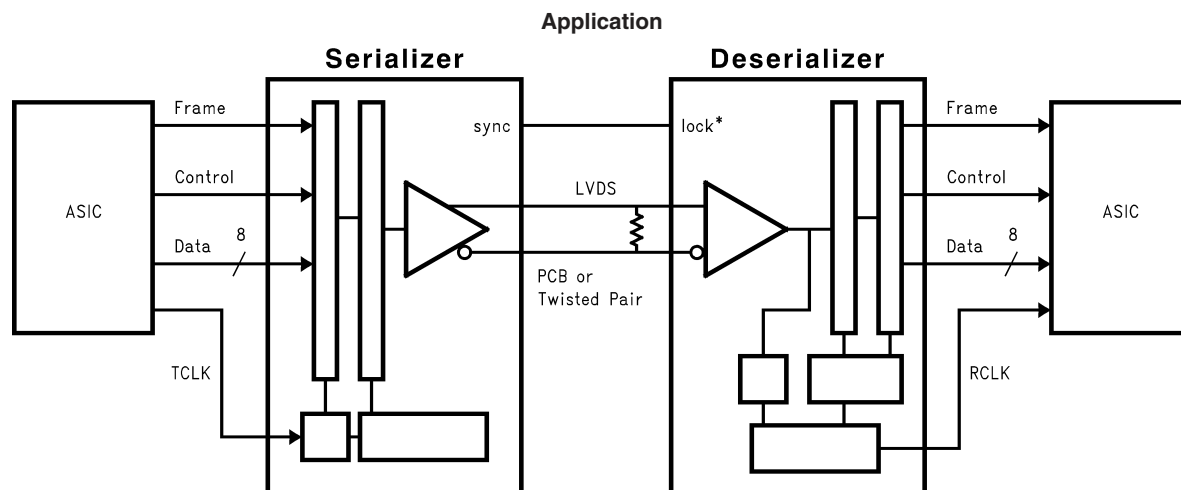 Application
Serializer
Deserializer
Frame
Control
ASIC
Data
8
TCLK
sync
lock*
LVDS
PCB or
Twisted Pair
Frame
Control
Data
8
RCLK
ASIC